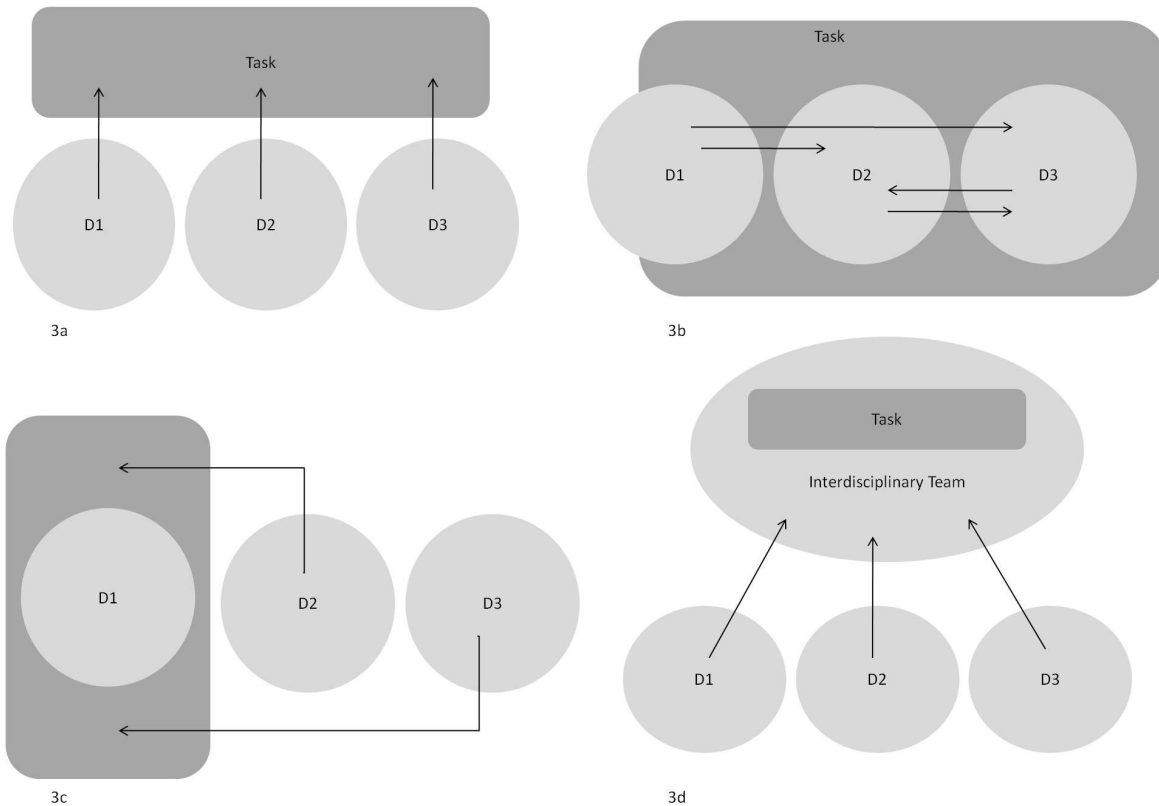 Task
D1
D2
D3
3a
Task
D1
D2
D3
3b
D1
D2
D3
3c
Task
Interdisciplinary Team
D1
D2
D3
3d